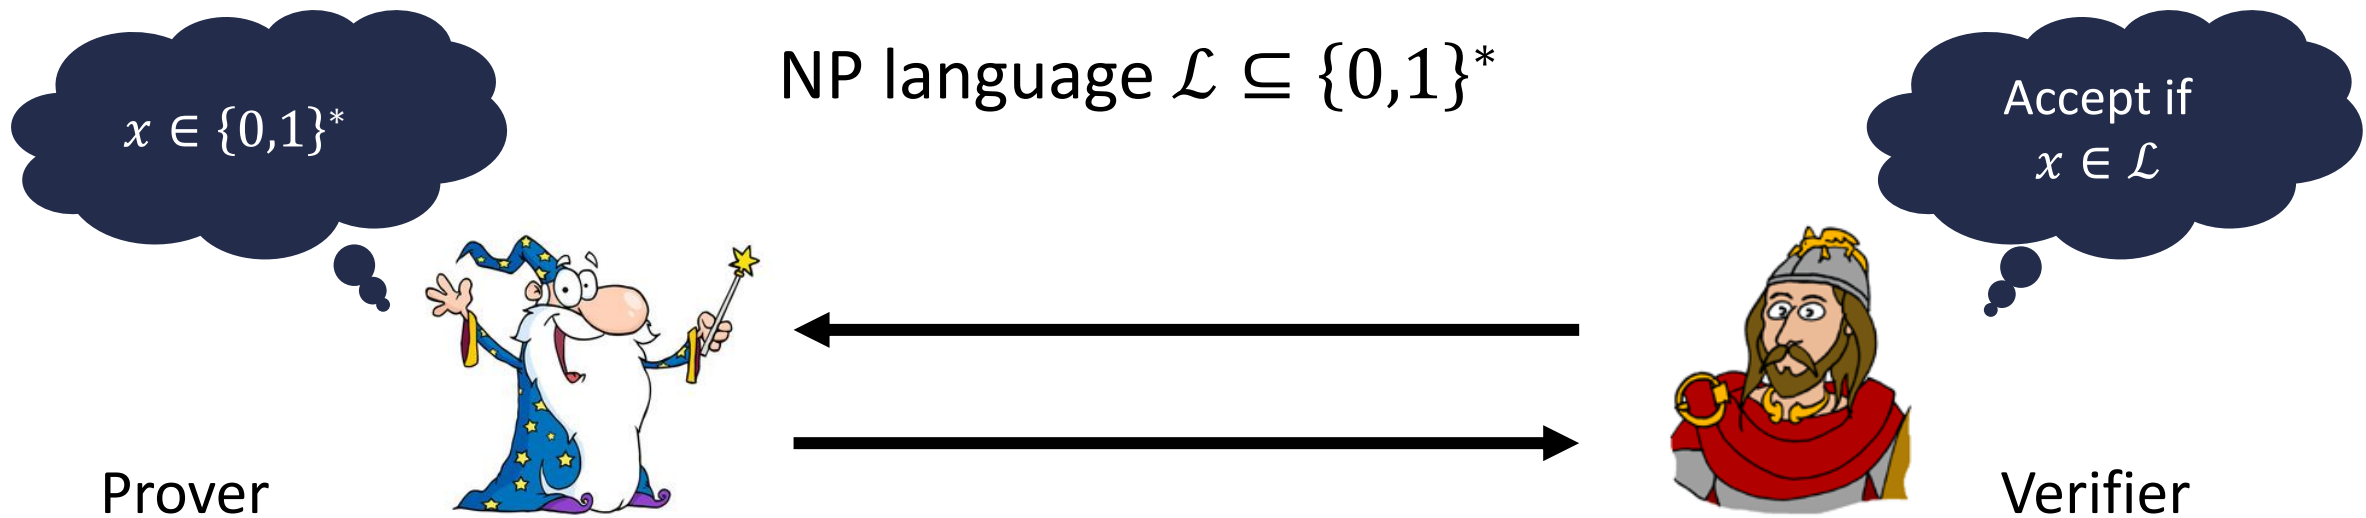 NP language ℒ ⊆ {0,1}*
x ∈ {0,1}*
Accept if
x ∈ ℒ
Prover
Verifier